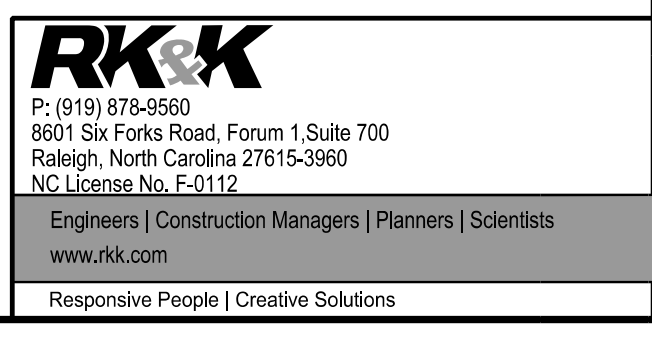 RK&K
P: (919) 878-9560
8601 Six Forks Road, Forum 1,Suite 700
Raleigh, North Carolina 27615-3960
NC License No. F-0112
Engineers | Construction Managers | Planners | Scientists
www.rkk.com
Responsive People | Creative Solutions